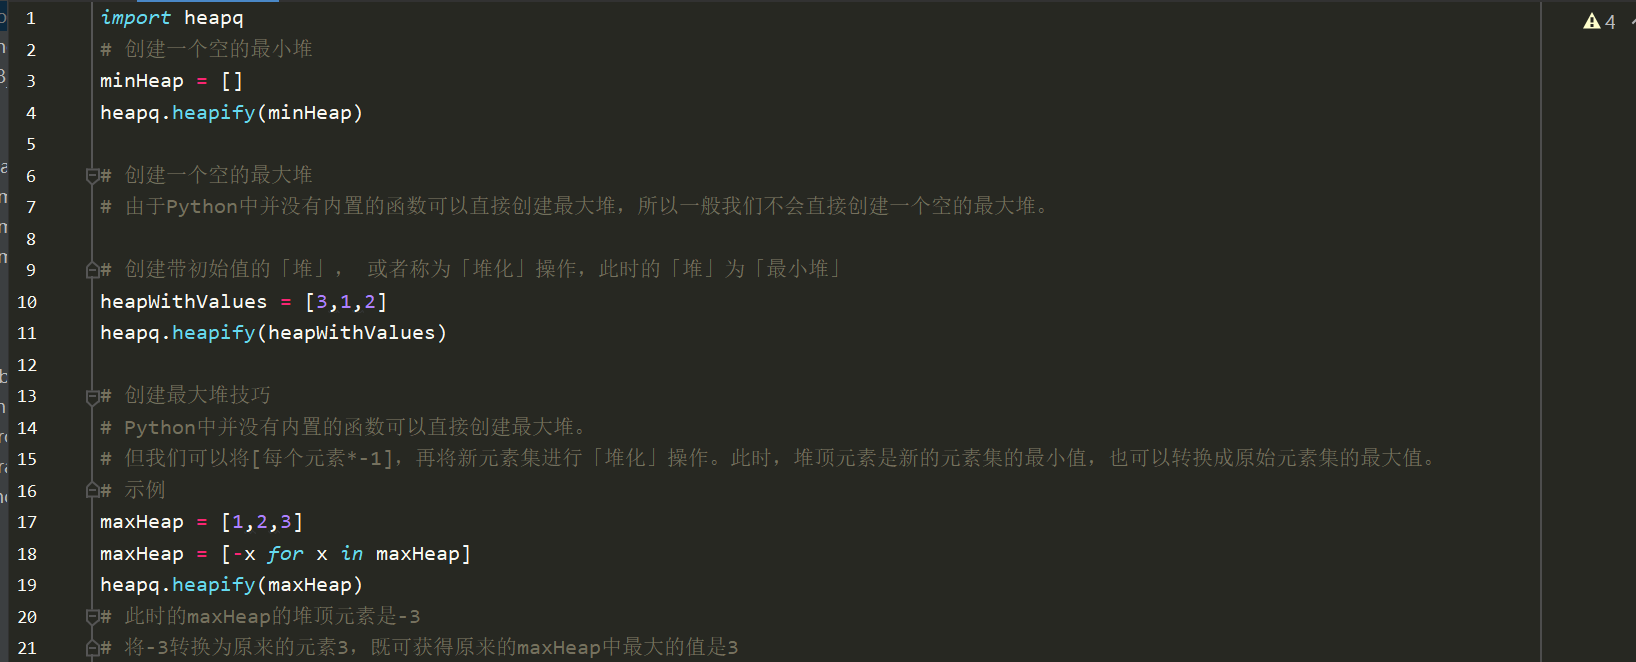 1 import heapq
2 # 创建一个空的最小堆
3 minHeap = []
4 heapq.heapify(minHeap)
5
6 # 创建一个空的最大堆
7 # 由于Python中并没有内置的函数可以直接创建最大堆，所以一般我们不会直接创建一个空的最大堆。
8
9 # 创建带初始值的「堆」， 或者称为「堆化」操作，此时的「堆」为「最小堆」
10 heapWithValues = [3,1,2]
11 heapq.heapify(heapWithValues)
12
13 # 创建最大堆技巧
14 # Python中并没有内置的函数可以直接创建最大堆。
15 # 但我们可以将[每个元素*-1]，再将新元素集进行「堆化」操作。此时，堆顶元素是新的元素集的最小值，也可以转换成原始元素集的最大值。
16 # 示例
17 maxHeap = [1,2,3]
18 maxHeap = [-x for x in maxHeap]
19 heapq.heapify(maxHeap)
20 # 此时的maxHeap的堆顶元素是-3
21 # 将-3转换为原来的元素3，既可获得原来的maxHeap中最大的值是3
4